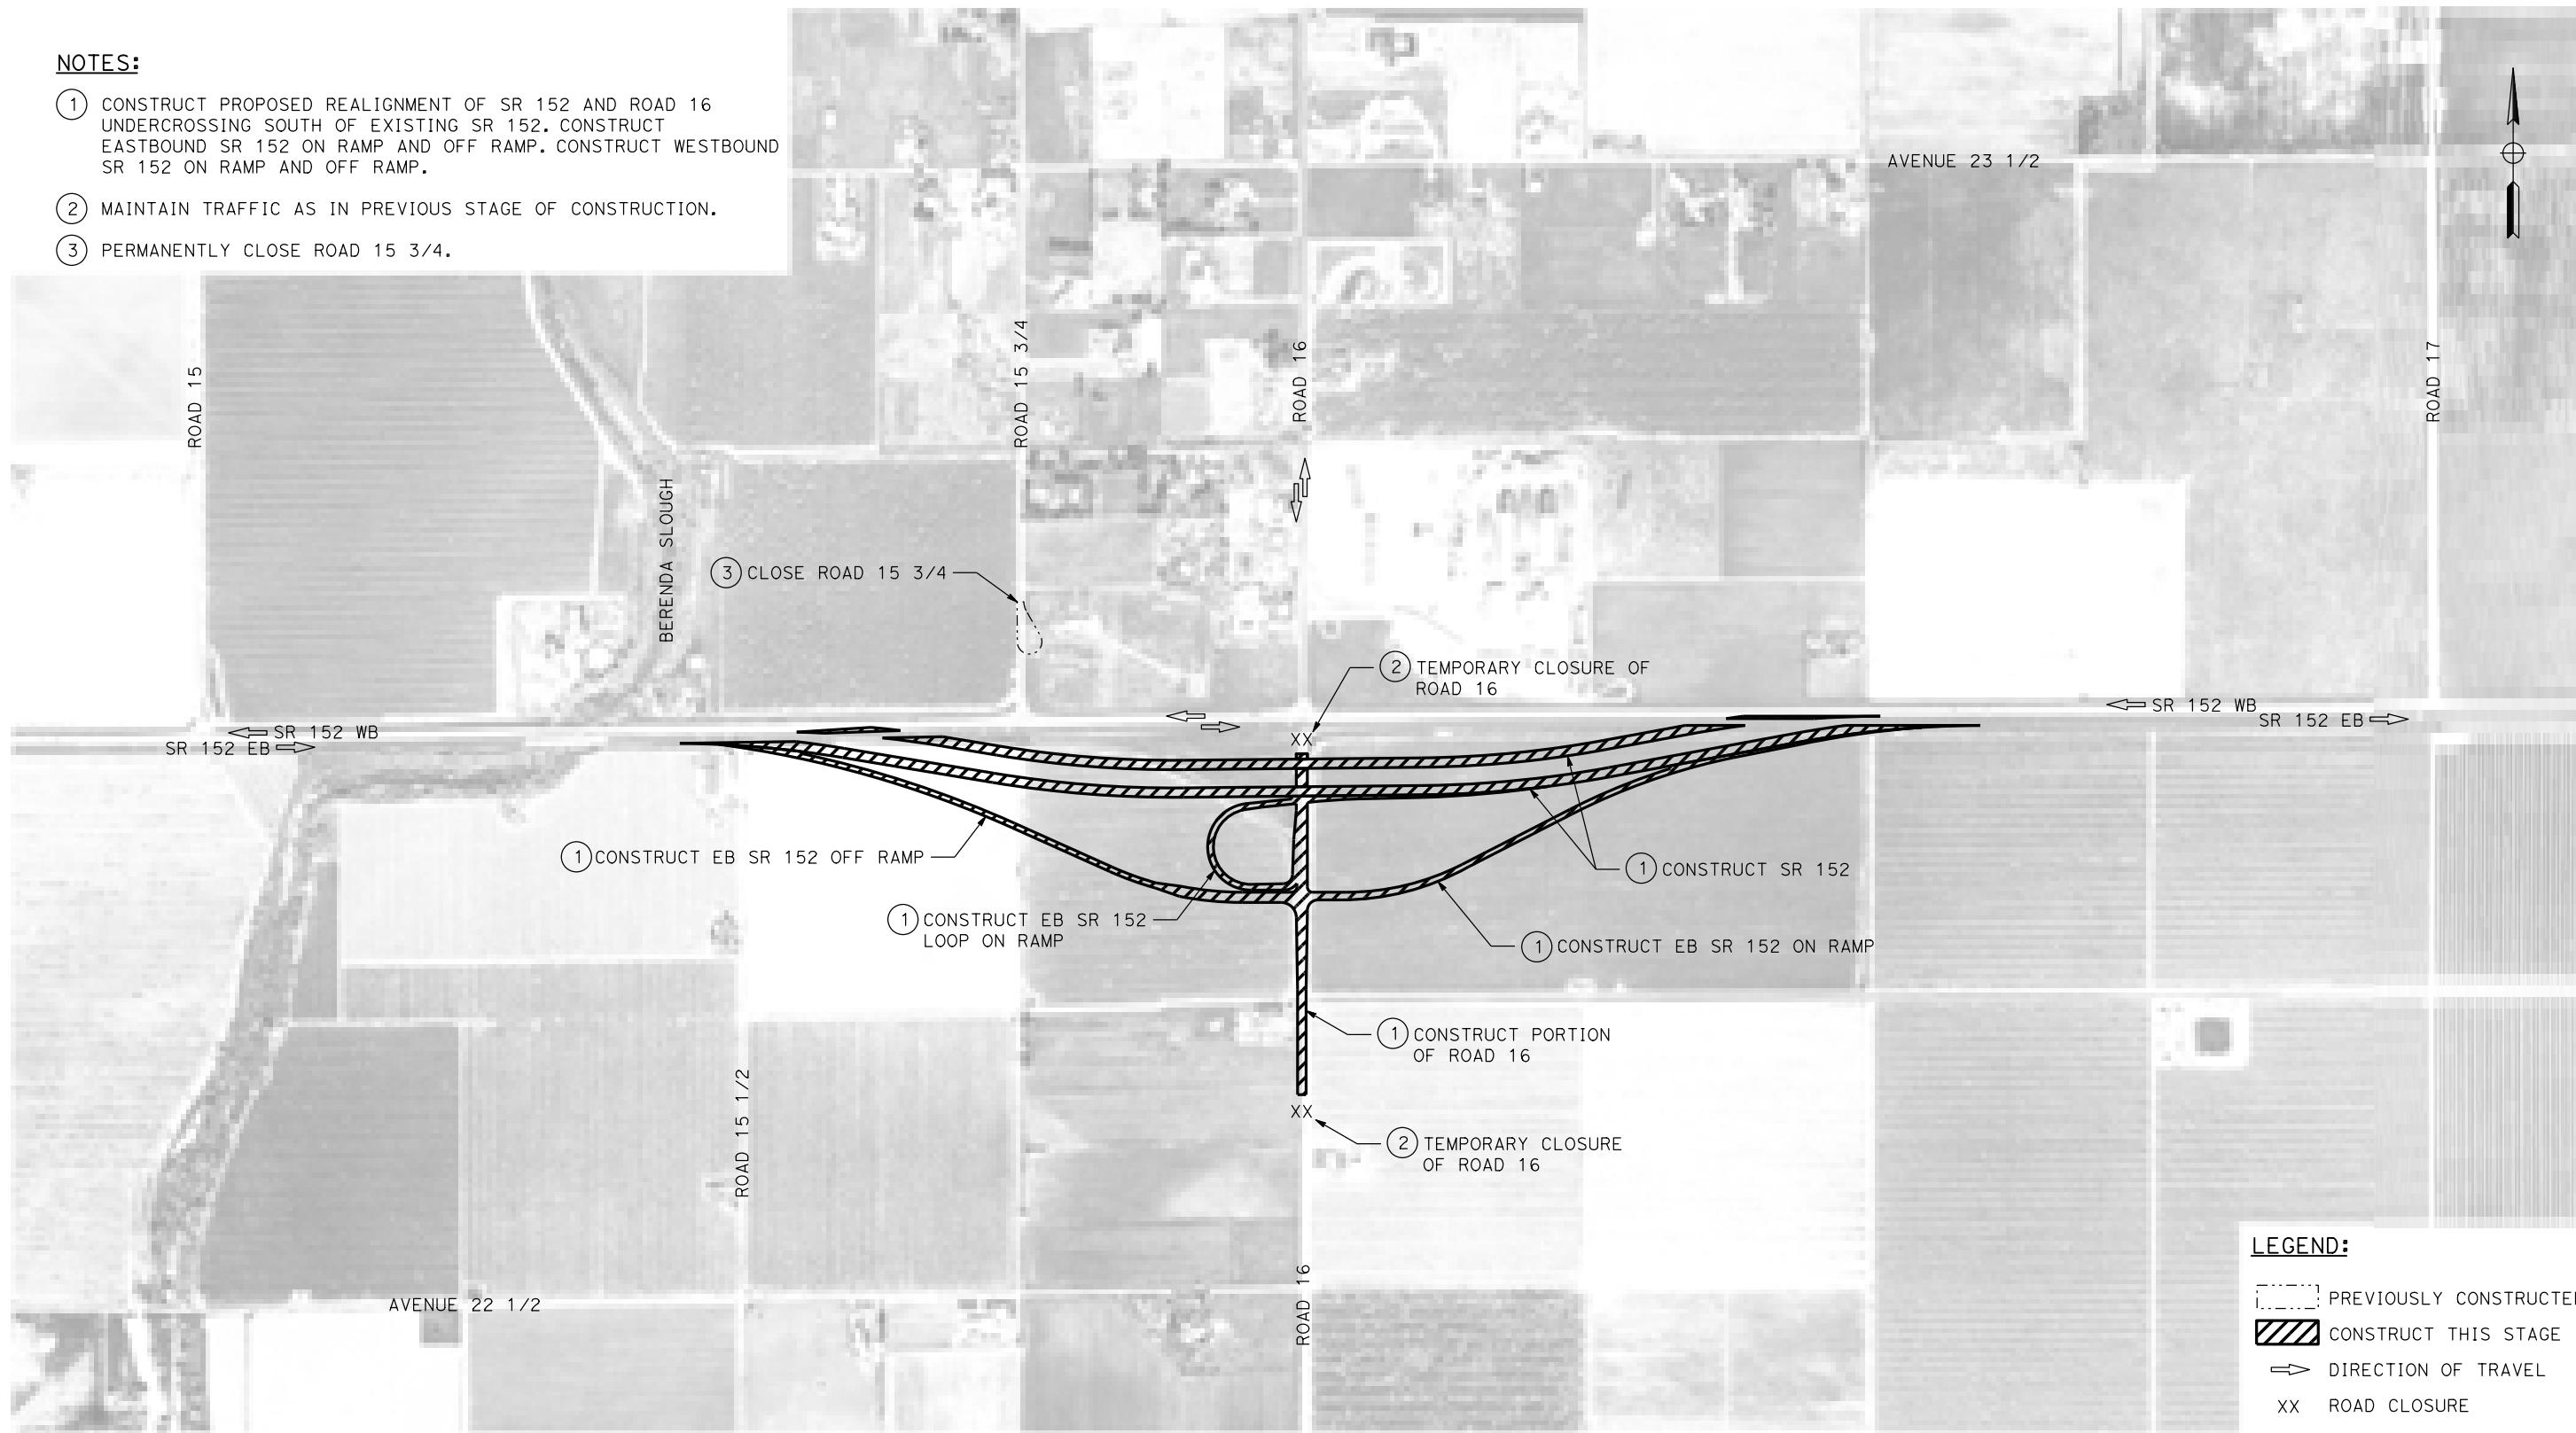 NOTES:
1 CONSTRUCT PROPOSED REALIGNMENT OF SR 152 AND ROAD 16
UNDERCROSSING SOUTH OF EXISTING SR 152. CONSTRUCT
EASTBOUND SR 152 ON RAMP AND OFF RAMP. CONSTRUCT WESTBOUND
SR 152 ON RAMP AND OFF RAMP.
2 MAINTAIN TRAFFIC AS IN PREVIOUS STAGE OF CONSTRUCTION.
3 PERMANENTLY CLOSE ROAD 15 3/4.
AVENUE 23 1/2
ROAD 15
ROAD 15 3/4
ROAD 16
ROAD 17
BERENDA SLOUGH
3 CLOSE ROAD 15 3/4
2 TEMPORARY CLOSURE OF
ROAD 16
SR 152 WB
SR 152 EB
SR 152 WB
SR 152 EB
XX
1 CONSTRUCT EB SR 152 OFF RAMP
1 CONSTRUCT SR 152
1 CONSTRUCT EB SR 152
LOOP ON RAMP
1 CONSTRUCT EB SR 152 ON RAMP
1 CONSTRUCT PORTION
OF ROAD 16
XX
2 TEMPORARY CLOSURE
OF ROAD 16
ROAD 15 1/2
ROAD 16
AVENUE 22 1/2
LEGEND:
PREVIOUSLY CONSTRUCTE
CONSTRUCT THIS STAGE
DIRECTION OF TRAVEL
XX ROAD CLOSURE